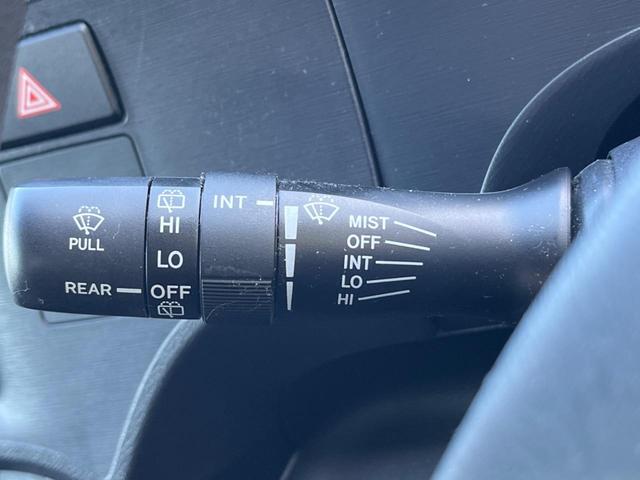 PULL
REAR
HI
LO
OFF
INT
MIST
OFF
INT
LO
HI